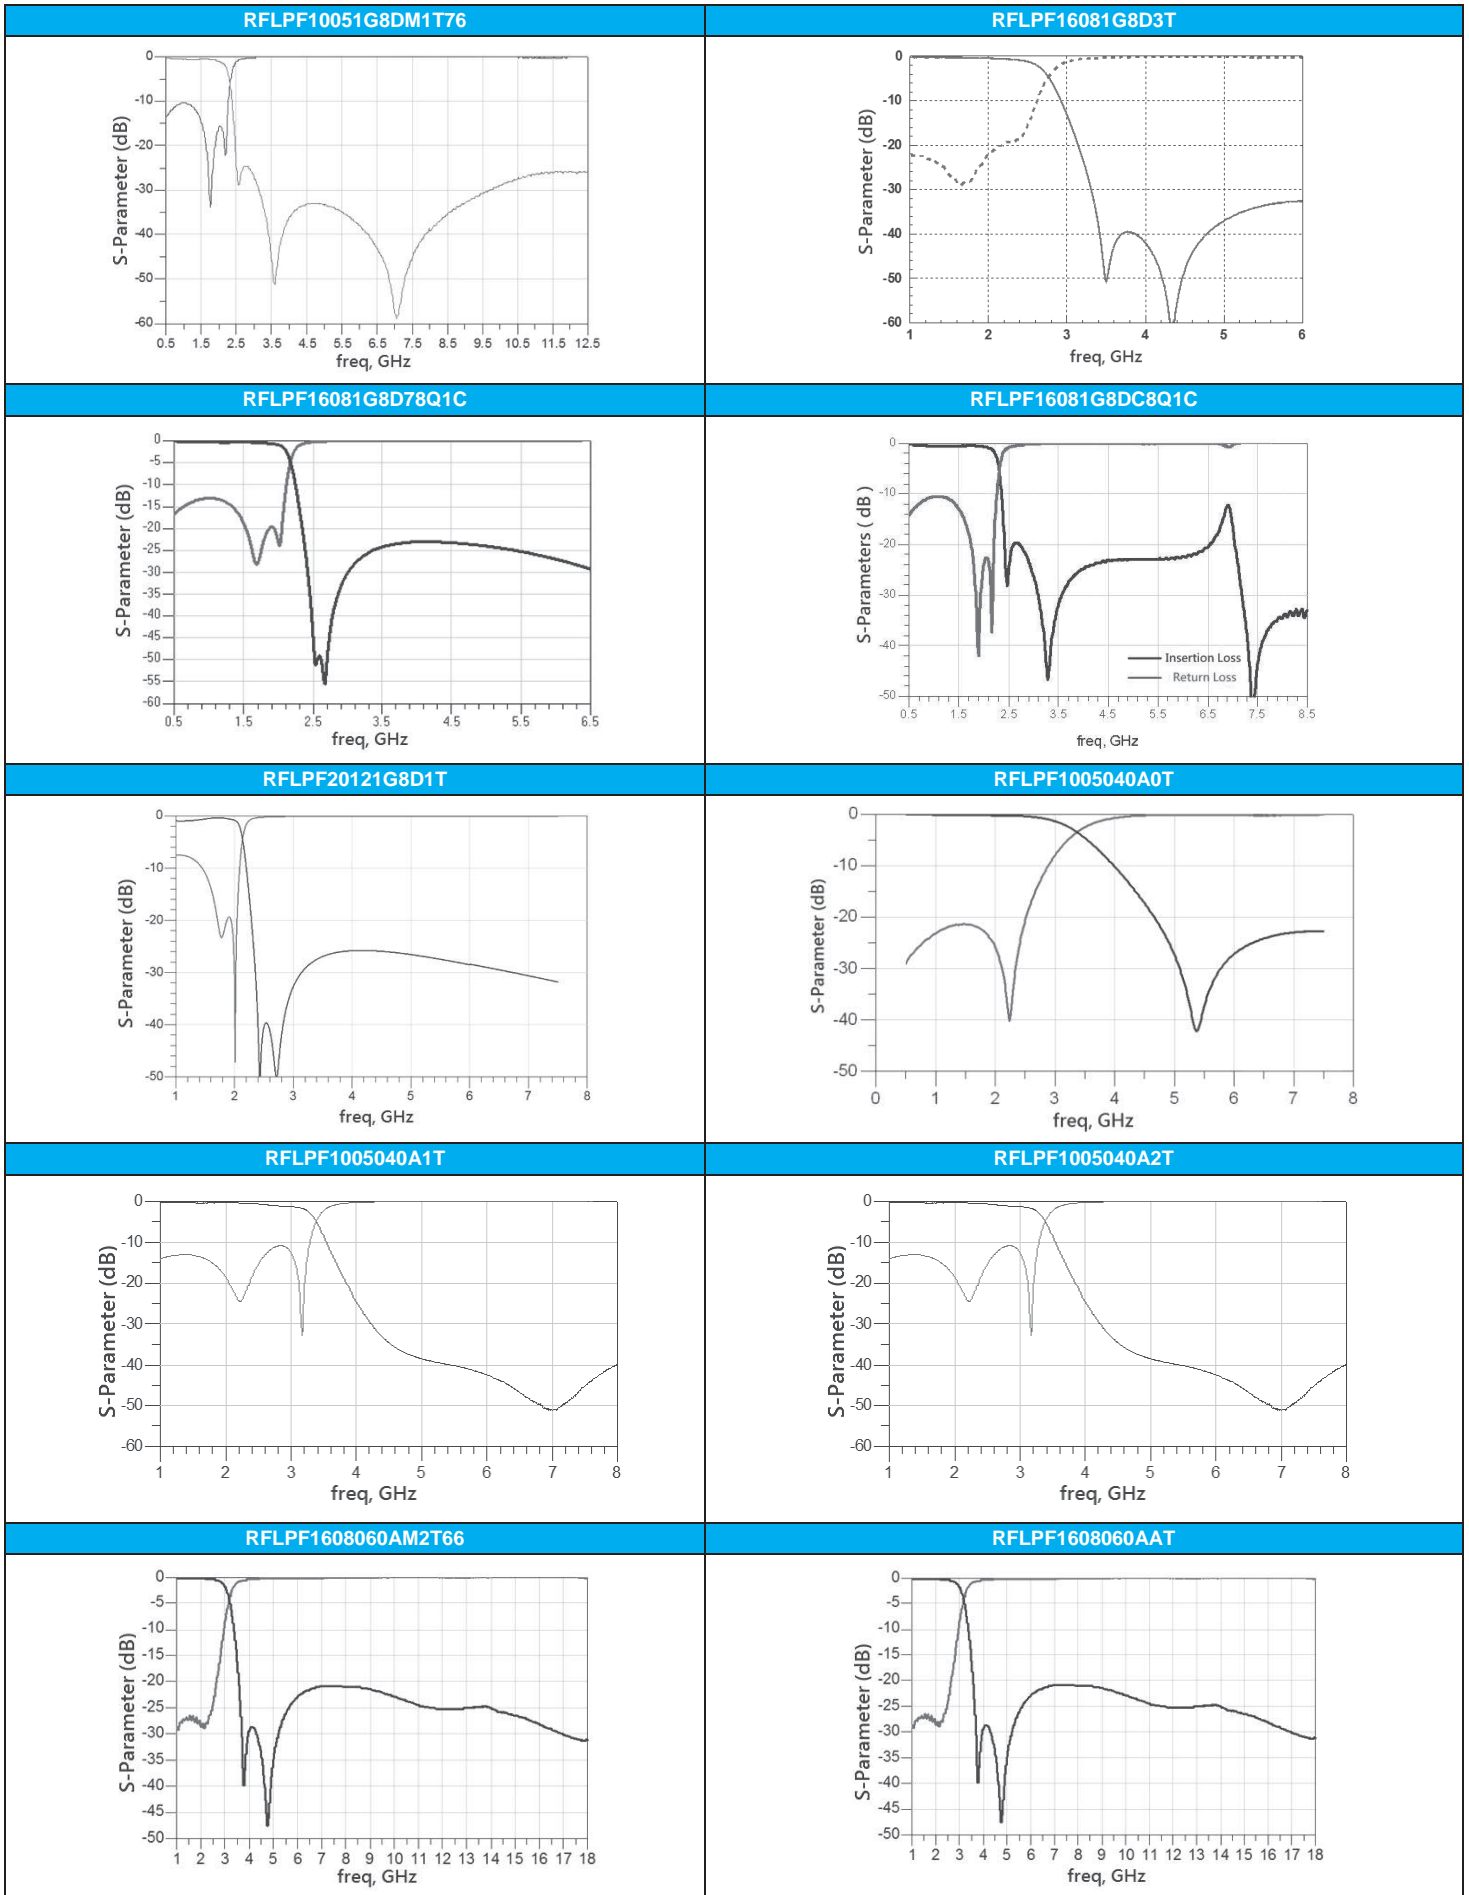 RFLPF10051G8DM1T76
RFLPF16081G8D3T
0
-10
-20
-30
-40
-50
-60
S-Parameter (dB)
0.5 1.5 2.5 3.5 4.5 5.5 6.5 7.5 8.5 9.5 10.5 11.5 12.5
freq, GHz
0
-10
-20
-30
-40
-50
-60
S-Parameter (dB)
1 2 3 4 5 6
freq, GHz
RFLPF16081G8D78Q1C
RFLPF16081G8DC8Q1C
0
-5
-10
-15
-20
-25
-30
-35
-40
-45
-50
-55
-60
S-Parameter (dB)
0.5 1.5 2.5 3.5 4.5 5.5 6.5
freq, GHz
0
-10
-20
-30
-40
-50
S-Parameters ( dB )
Insertion Loss
Return Loss
0.5 1.5 2.5 3.5 4.5 5.5 6.5 7.5 8.5
freq, GHz
RFLPF20121G8D1T
RFLPF1005040A0T
0
-10
-20
-30
-40
-50
S-Parameter (dB)
1 2 3 4 5 6 7 8
freq, GHz
0
-10
-20
-30
-40
-50
S-Parameter (dB)
0 1 2 3 4 5 6 7 8
freq, GHz
RFLPF1005040A1T
RFLPF1005040A2T
0
-10
-20
-30
-40
-50
-60
S-Parameter (dB)
1 2 3 4 5 6 7 8
freq, GHz
0
-10
-20
-30
-40
-50
-60
S-Parameter (dB)
1 2 3 4 5 6 7 8
freq, GHz
RFLPF1608060AM2T66
RFLPF1608060AAT
0
-5
-10
-15
-20
-25
-30
-35
-40
-45
-50
S-Parameter (dB)
1 2 3 4 5 6 7 8 9 10 11 12 13 14 15 16 17 18
freq, GHz
0
-5
-10
-15
-20
-25
-30
-35
-40
-45
-50
S-Parameter (dB)
1 2 3 4 5 6 7 8 9 10 11 12 13 14 15 16 17 18
freq, GHz